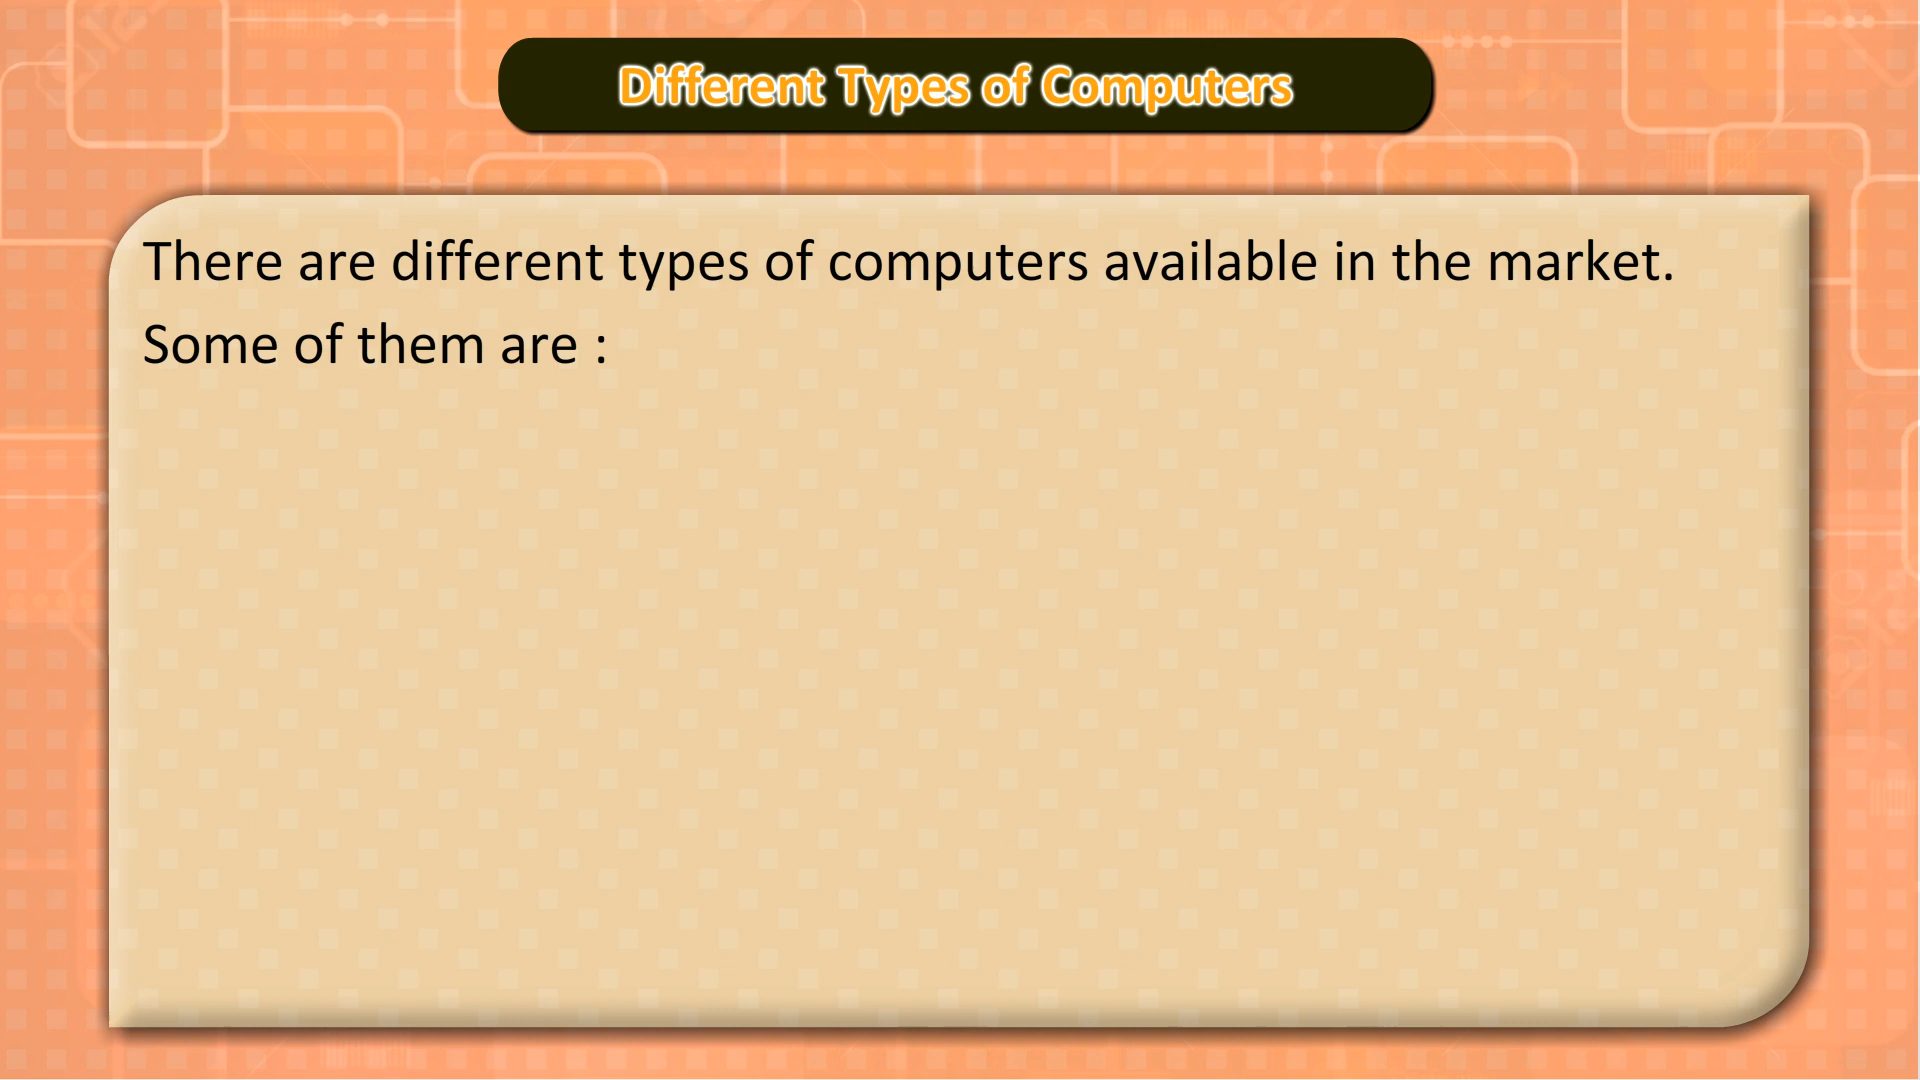 Different Types of Computers
There are different types of computers available in the market.
Some of them are :